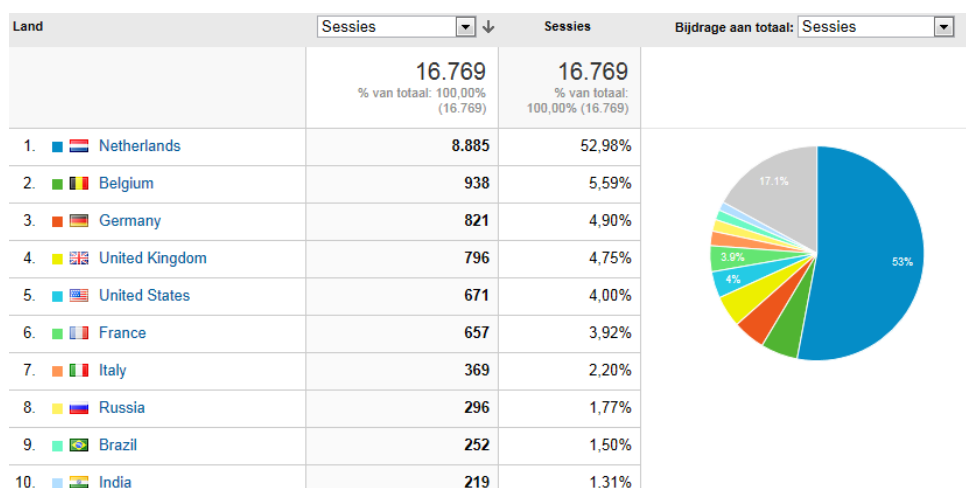 Land Sessies Sessies Bijdrage aan totaal: Sessies
16.769 16.769
% van totaal: 100,00% % van totaal:
(16.769) 100,00% (16.769)
1. Netherlands 8.885 52,98%
2. Belgium 938 5,59%
3. Germany 821 4,90%
4. United Kingdom 796 4,75%
5. United States 671 4,00%
6. France 657 3,92%
7. Italy 369 2,20%
8. Russia 296 1,77%
9. Brazil 252 1,50%
10. India 219 1,31%
17.1%
53%
3.9%
4%